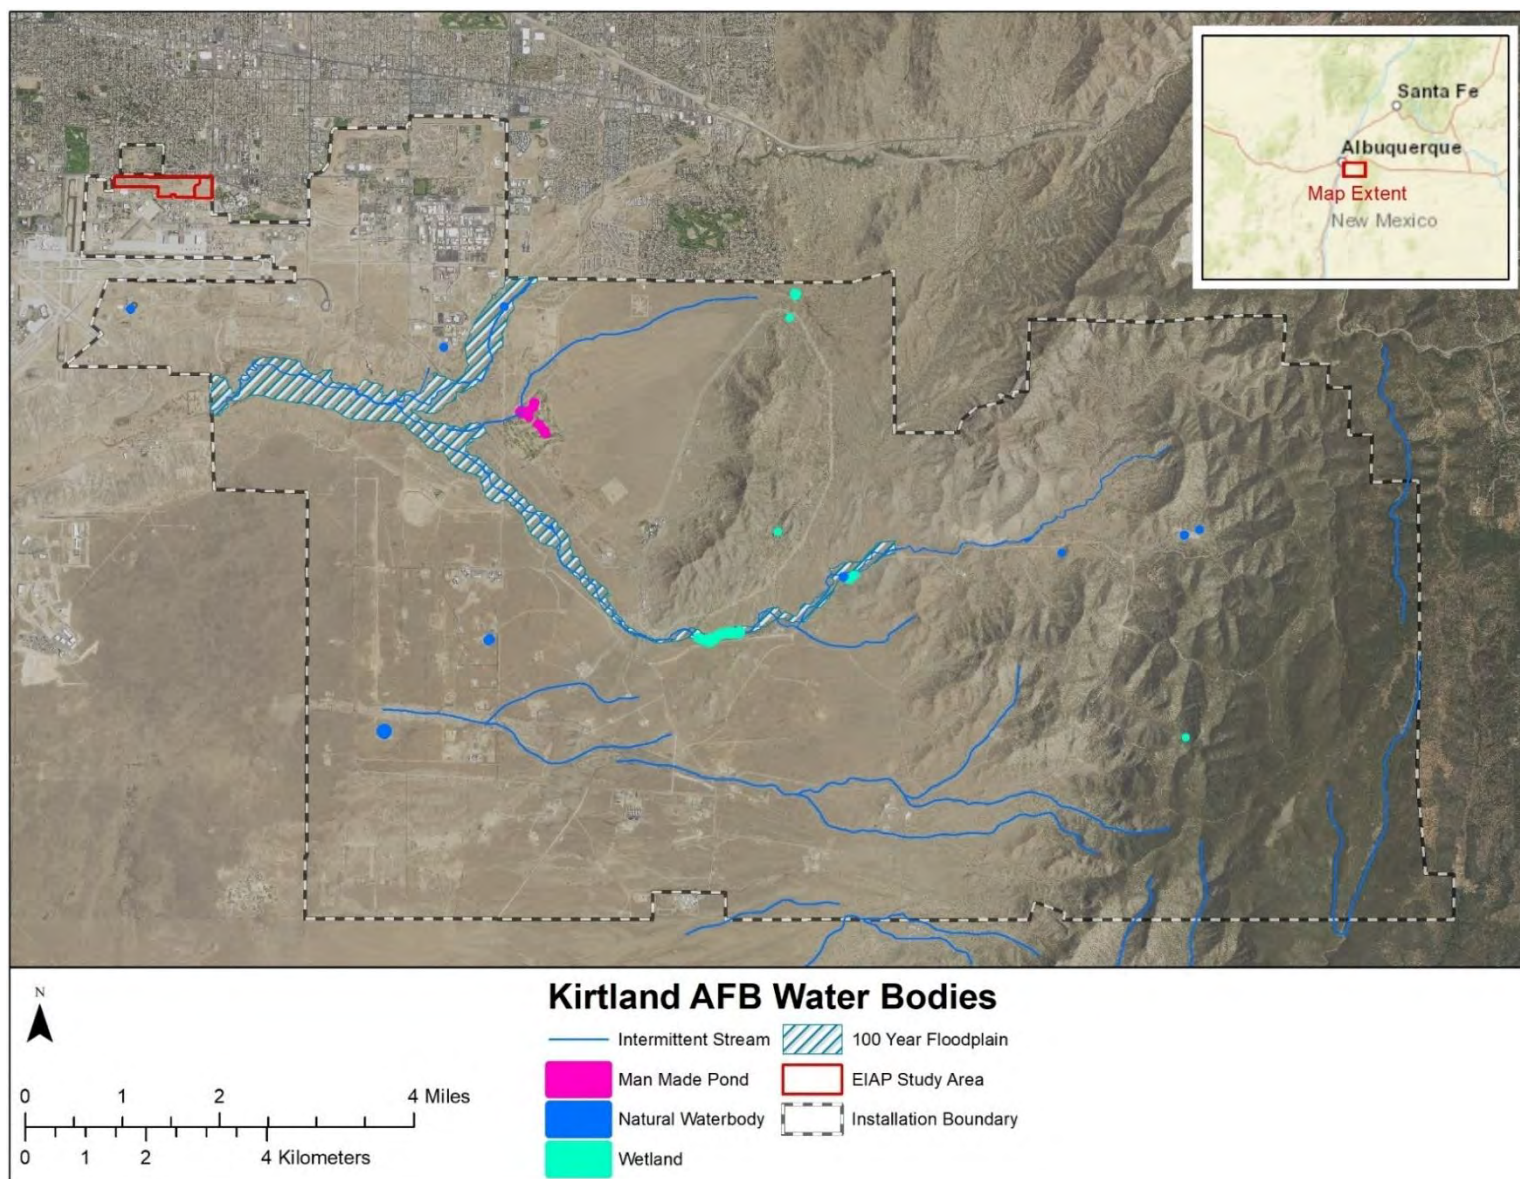 Santa Fe
Albuquerque
Map Extent
New Mexico
Kirtland AFB Water Bodies
N
Intermittent Stream
100 Year Floodplain
Man Made Pond
EIAP Study Area
Natural Waterbody
Installation Boundary
Wetland
0 1 2 4 Miles
0 1 2 4 Kilometers